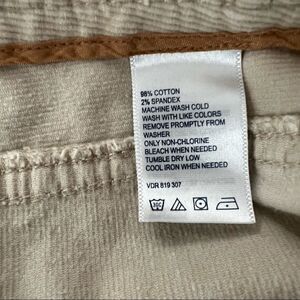 98% COTTON
2% SPANDEX
MACHINE WASH COLD
WASH WITH LIKE COLORS
REMOVE PROMPTLY FROM
WASHER
ONLY NON-CHLORINE
BLEACH WHEN NEEDED
TUMBLE DRY LOW
COOL IRON WHEN NEEDED
VDR 819 307